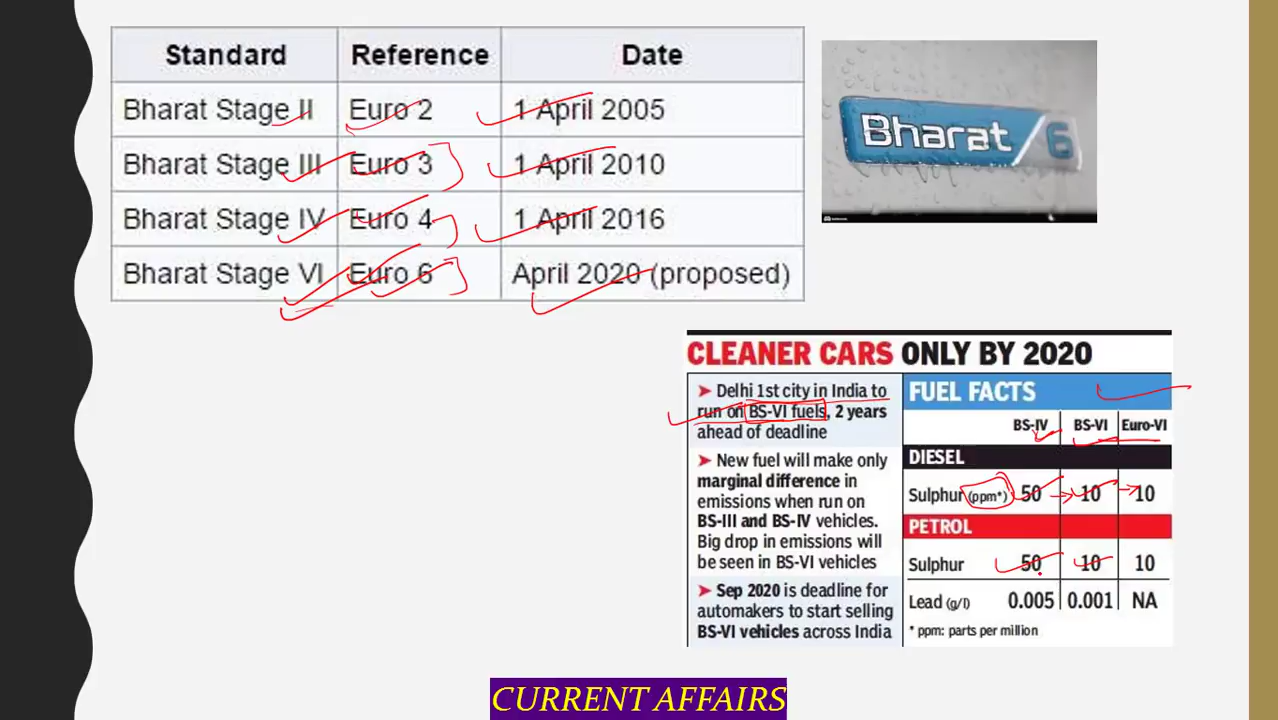 Standard Reference Date
Bharat Stage II Euro 2 1 April 2005
Bharat Stage III Euro 3 1 April 2010
Bharat Stage IV Euro 4 1 April 2016
Bharat Stage VI Euro 6 April 2020 (proposed)
Bharat 6
CLEANER CARS ONLY BY 2020
➤ Delhi 1st city in India to
run on BS-VI fuels, 2 years
ahead of deadline
➤ New fuel will make only
marginal difference in
emissions when run on
BS-III and BS-IV vehicles.
Big drop in emissions will
be seen in BS-VI vehicles
➤ Sep 2020 is deadline for
automakers to start selling
BS-VI vehicles across India
FUEL FACTS
BS-IV BS-VI Euro-VI
DIESEL
Sulphur (ppm*) 50 10 10
PETROL
Sulphur 50 10 10
Lead (g/l) 0.005 0.001 NA
* ppm: parts per million
CURRENT AFFAIRS